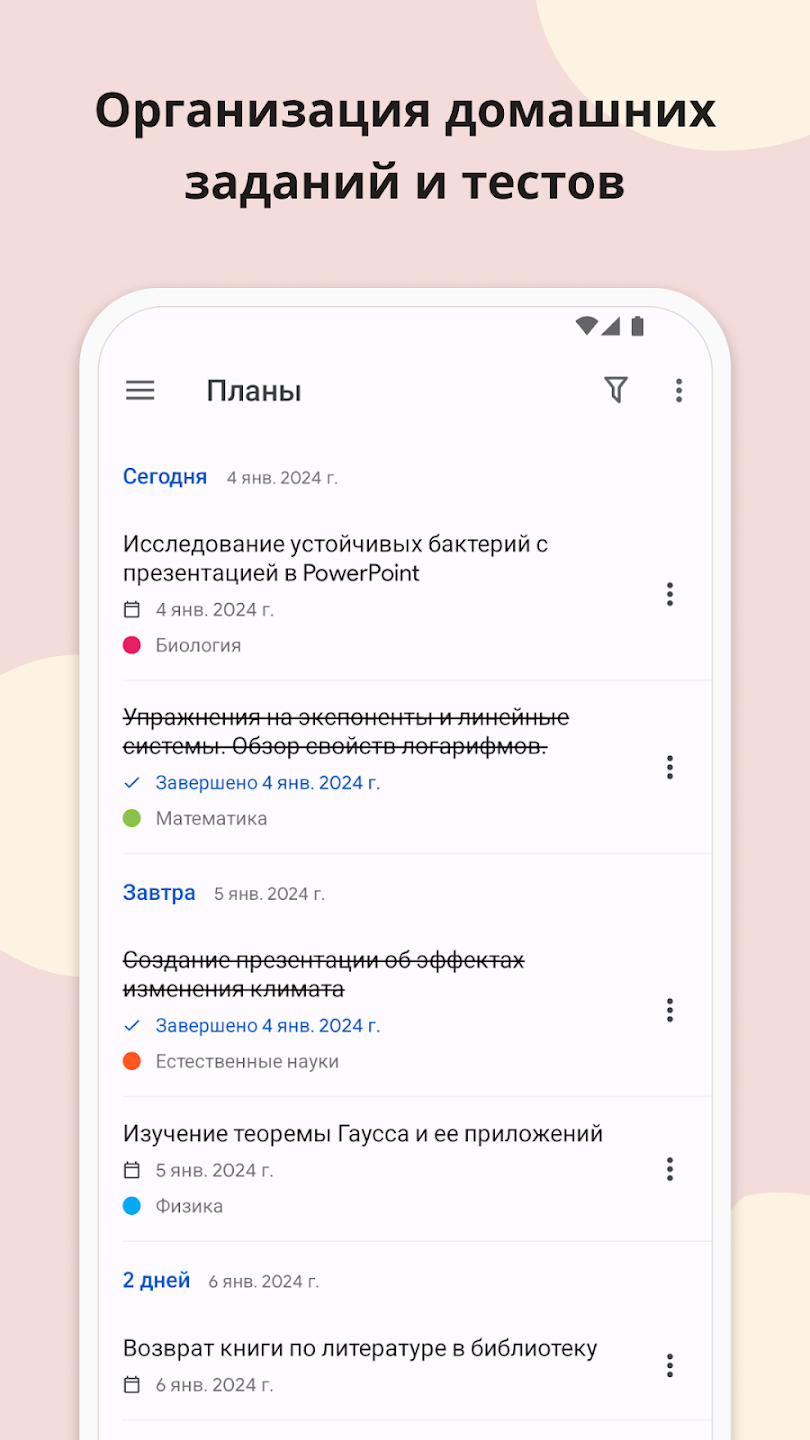 Организация домашних
заданий и тестов
Планы
Сегодня 4 янв. 2024 г.
Исследование устойчивых бактерий с
презентацией в PowerPoint
4 янв. 2024 г.
Биология
Упражнения на экспоненты и линейные
системы. Обзор свойств логарифмов.
Завершено 4 янв. 2024 г.
Математика
Завтра 5 янв. 2024 г.
Создание презентации об эффектах
изменения климата
Завершено 4 янв. 2024 г.
Естественные науки
Изучение теоремы Гаусса и ее приложений
5 янв. 2024 г.
Физика
2 дней 6 янв. 2024 г.
Возврат книги по литературе в библиотеку
6 янв. 2024 г.